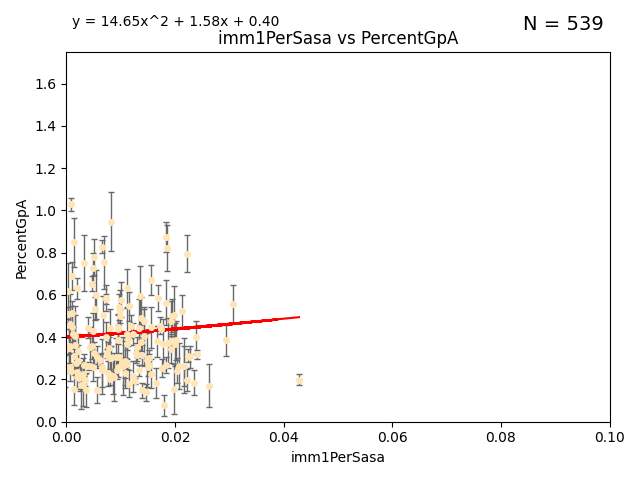 y = 14.65x^2 + 1.58x + 0.40
N = 539
imm1PerSasa vs PercentGpA
PercentGpA
1.6
1.4
1.2
1.0
0.8
0.6
0.4
0.2
0.0
0.00 0.02 0.04 0.06 0.08 0.10
imm1PerSasa